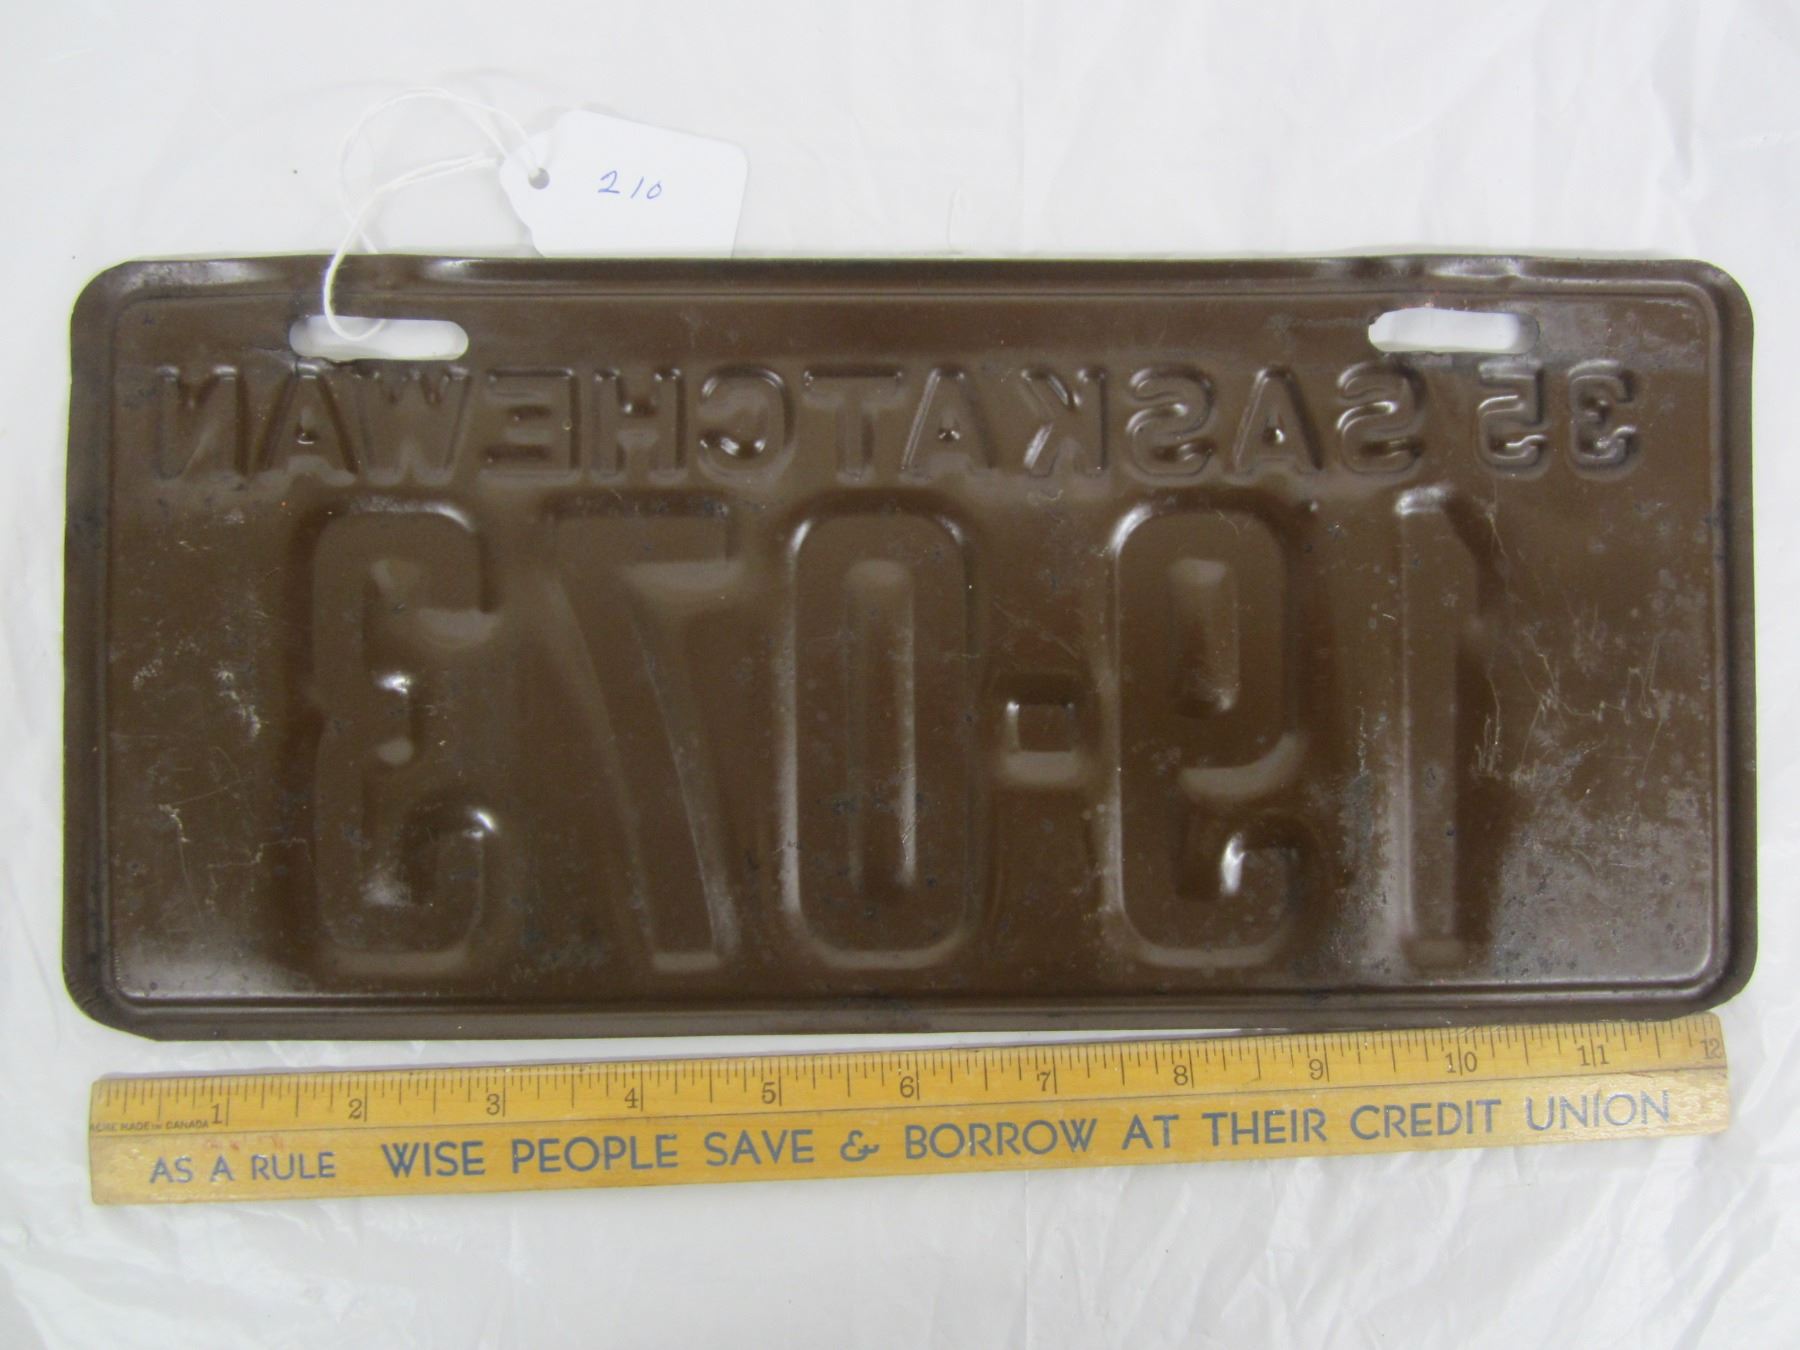 210
35 SASKATCHEWAN
19-073
1 2 3 4 5 6 7 8 9 10 11 12
ACME MADE IN CANADA
AS A RULE WISE PEOPLE SAVE & BORROW AT THEIR CREDIT UNION